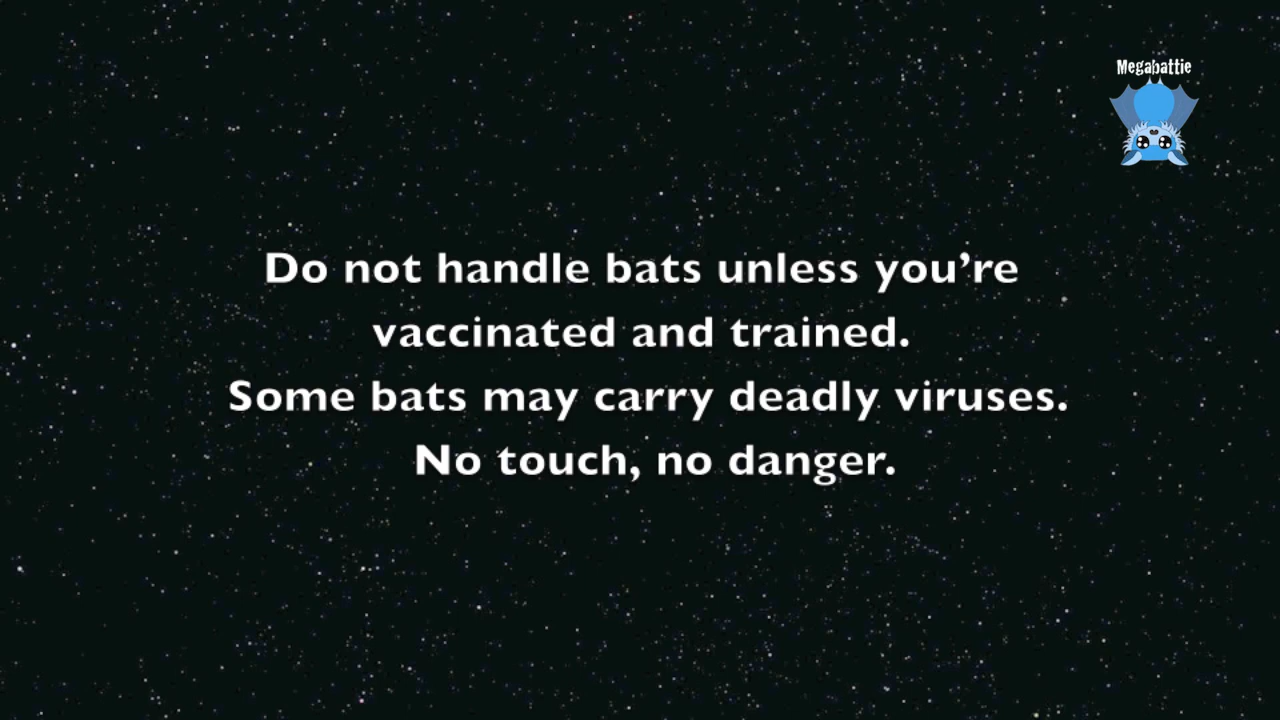 Megabattie
Do not handle bats unless you’re
vaccinated and trained.
Some bats may carry deadly viruses.
No touch, no danger.